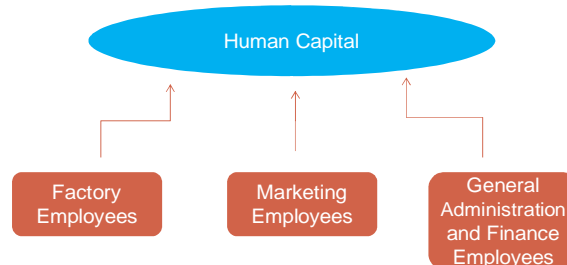 Human Capital
Factory
Employees
Marketing
Employees
General
Administration
and Finance
Employees